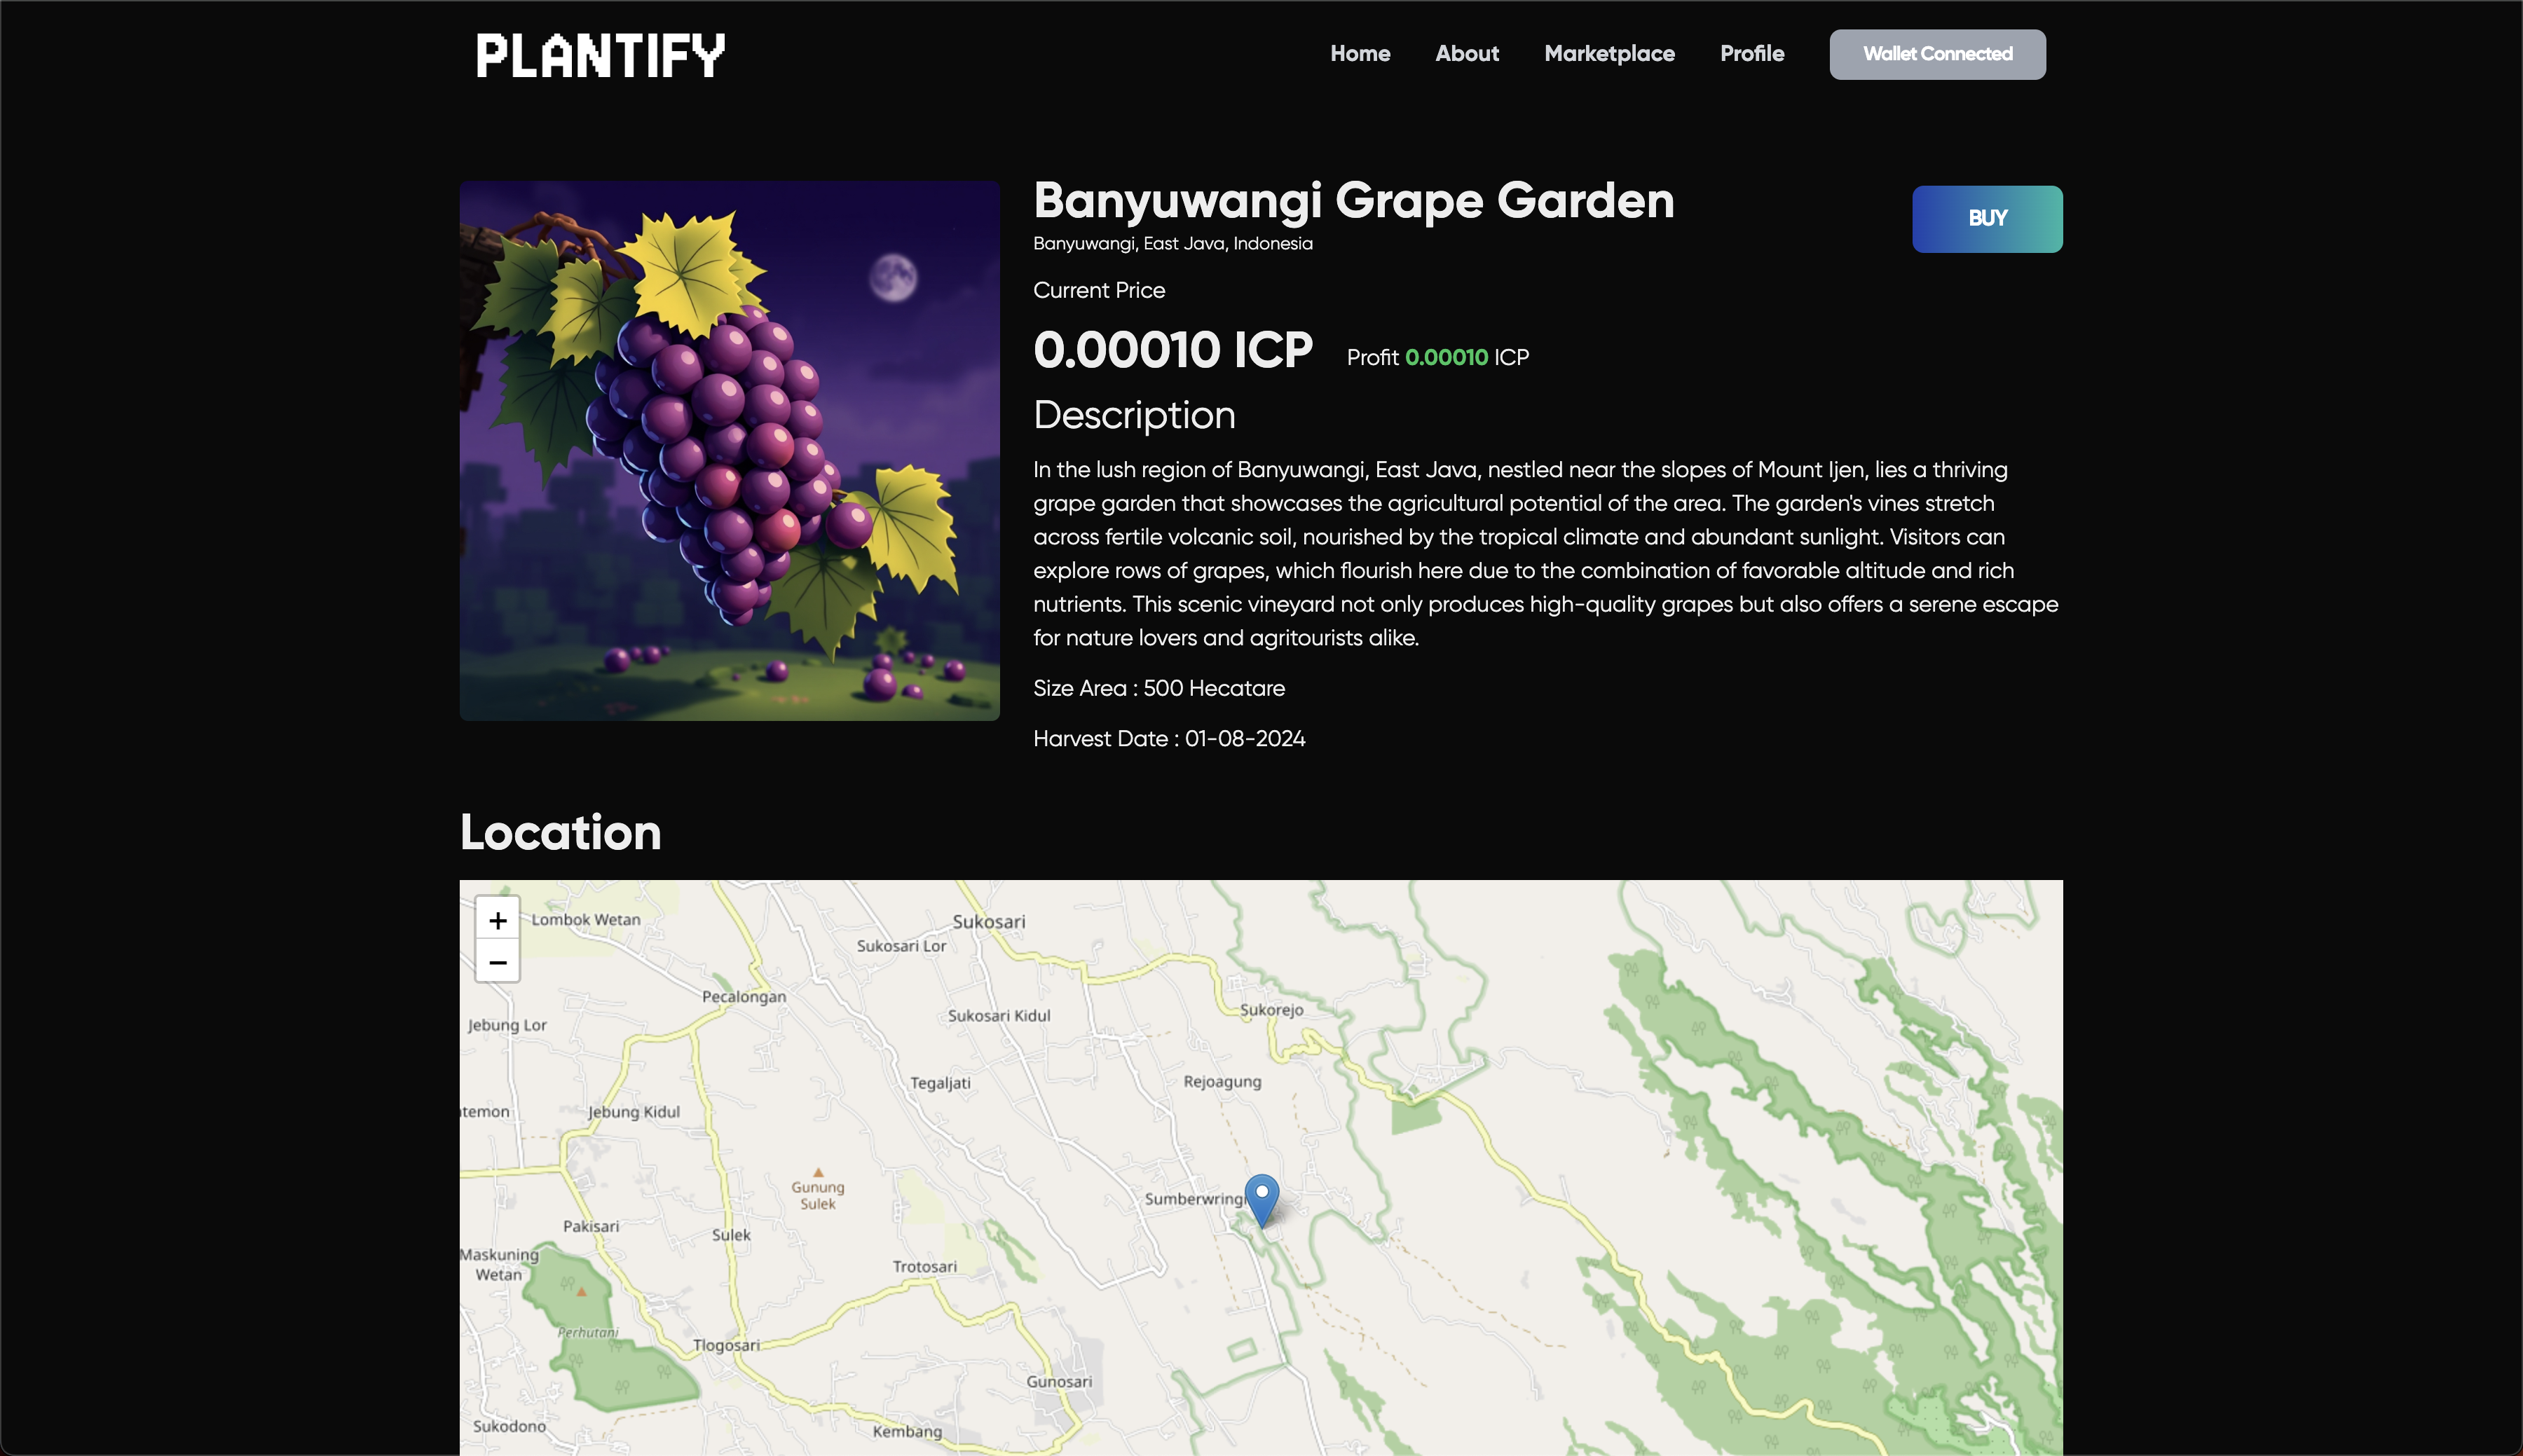 PLANTIFY
Home About Marketplace Profile Wallet Connected
Banyuwangi Grape Garden
BUY
Banyuwangi, East Java, Indonesia
Current Price
0.00010 ICP Profit 0.00010 ICP
Description
In the lush region of Banyuwangi, East Java, nestled near the slopes of Mount Ijen, lies a thriving
grape garden that showcases the agricultural potential of the area. The garden's vines stretch
across fertile volcanic soil, nourished by the tropical climate and abundant sunlight. Visitors can
explore rows of grapes, which flourish here due to the combination of favorable altitude and rich
nutrients. This scenic vineyard not only produces high-quality grapes but also offers a serene escape
for nature lovers and agritourists alike.
Size Area : 500 Hecatare
Harvest Date : 01-08-2024
Location
+
−
Lombok Wetan
Sukosari
Sukosari Lor
Pecalongan
Sukosari Kidul
Sukorejo
Jebung Lor
Tegaljati
Rejoagung
Jebung Kidul
Gunung
Sulek
Sumberwringi
Pakisari
Sulek
Maskuning
Wetan
Trotosari
Perhutani
Tlogosari
Gunosari
Sukodono
Kembang